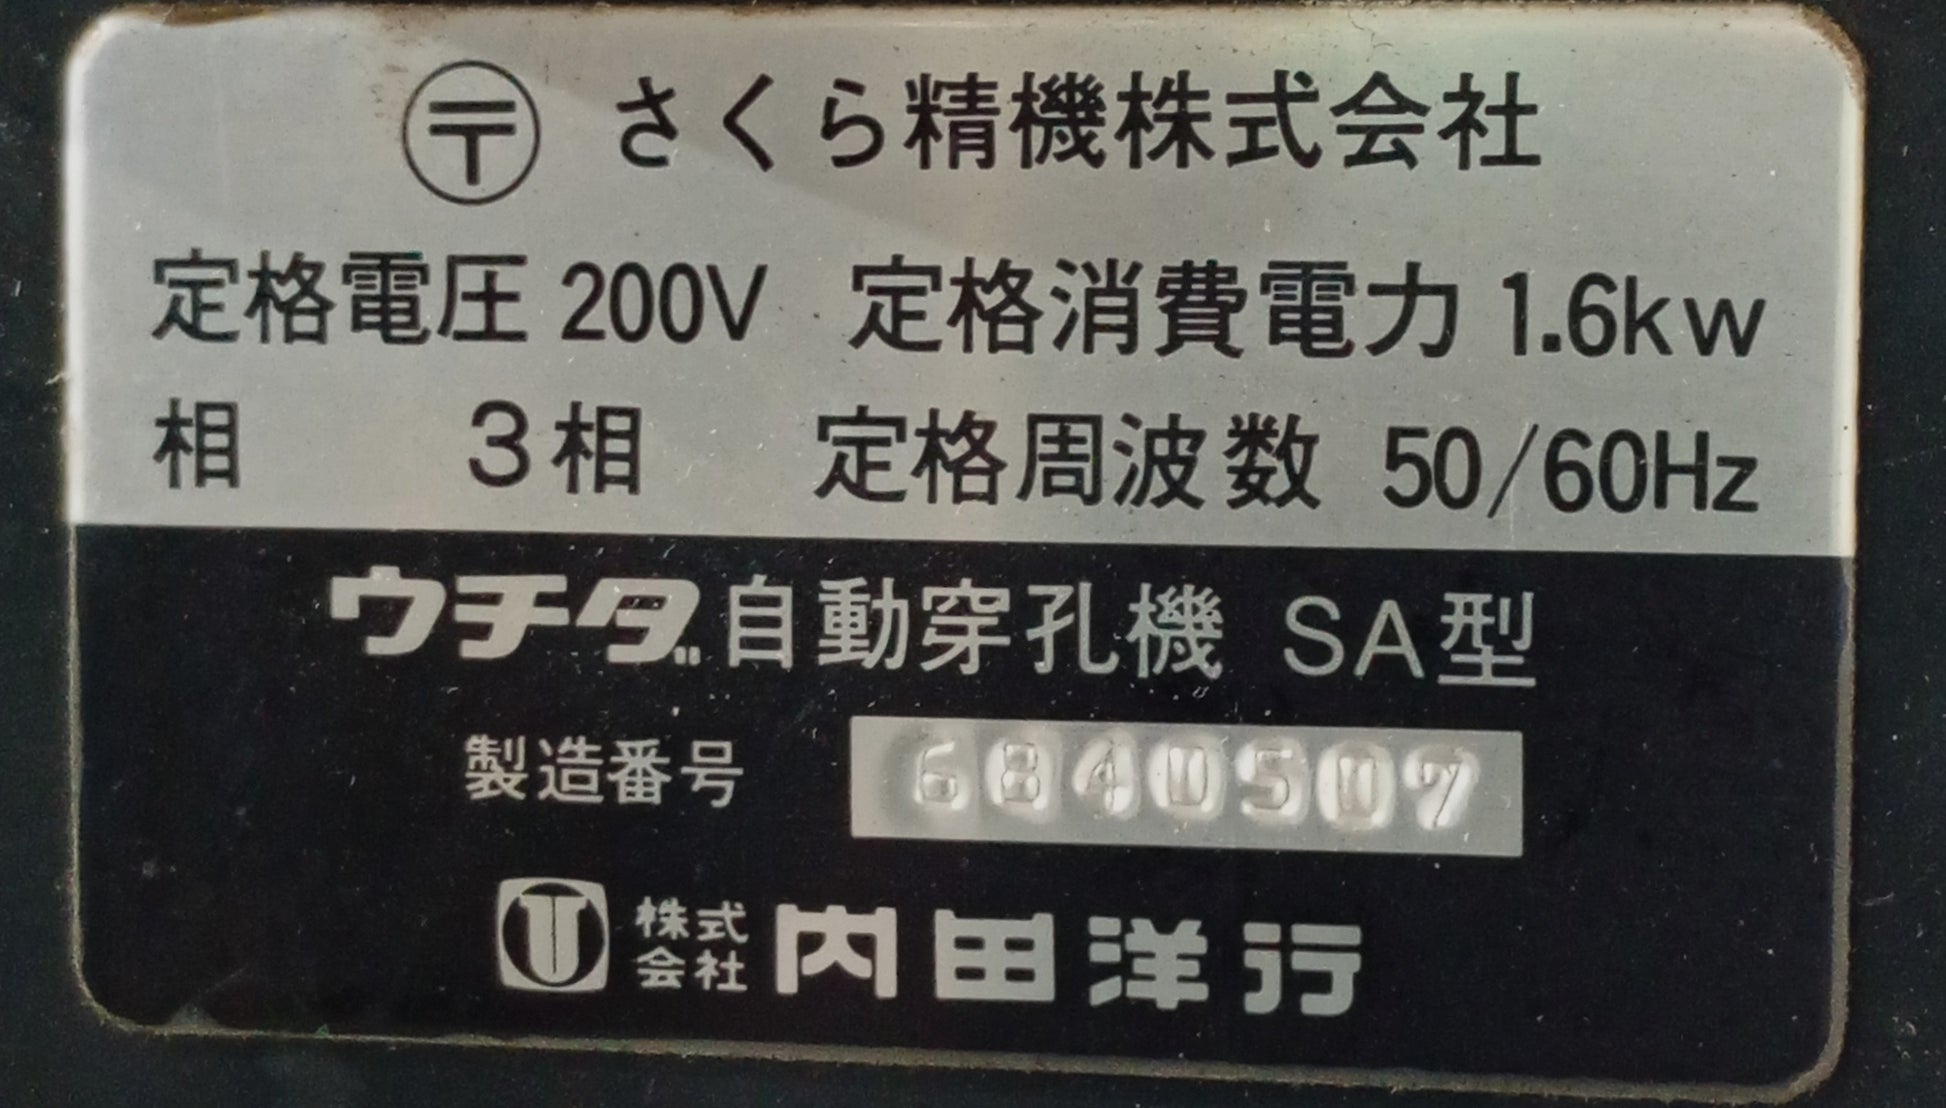 〶 さくら精機株式会社
定格電圧 200V 定格消費電力 1.6kw
相 3相 定格周波数 50/60Hz
ウチダ自動穿孔機 SA型
製造番号 6840507
株式会社 内田洋行